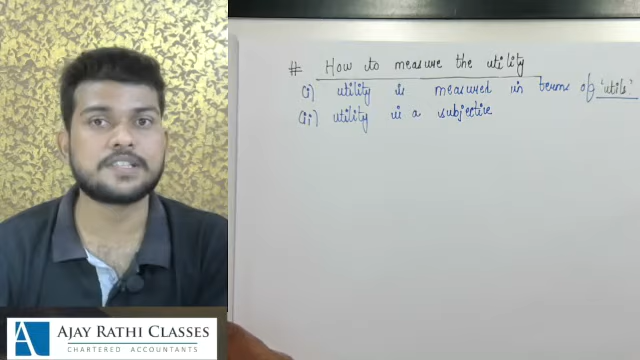 # How to measure the utility
(i) utility is measured in terms of 'utils'
(ii) utility is a subjective
A
AJAY RATHI CLASSES
CHARTERED ACCOUNTANTS